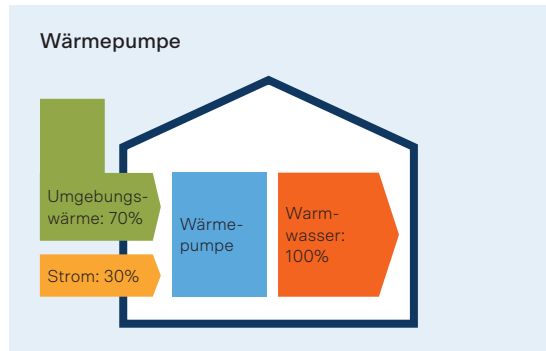 Wärmepumpe
Umgebungs-
wärme: 70%
Strom: 30%
Wärme-
pumpe
Warm-
wasser:
100%